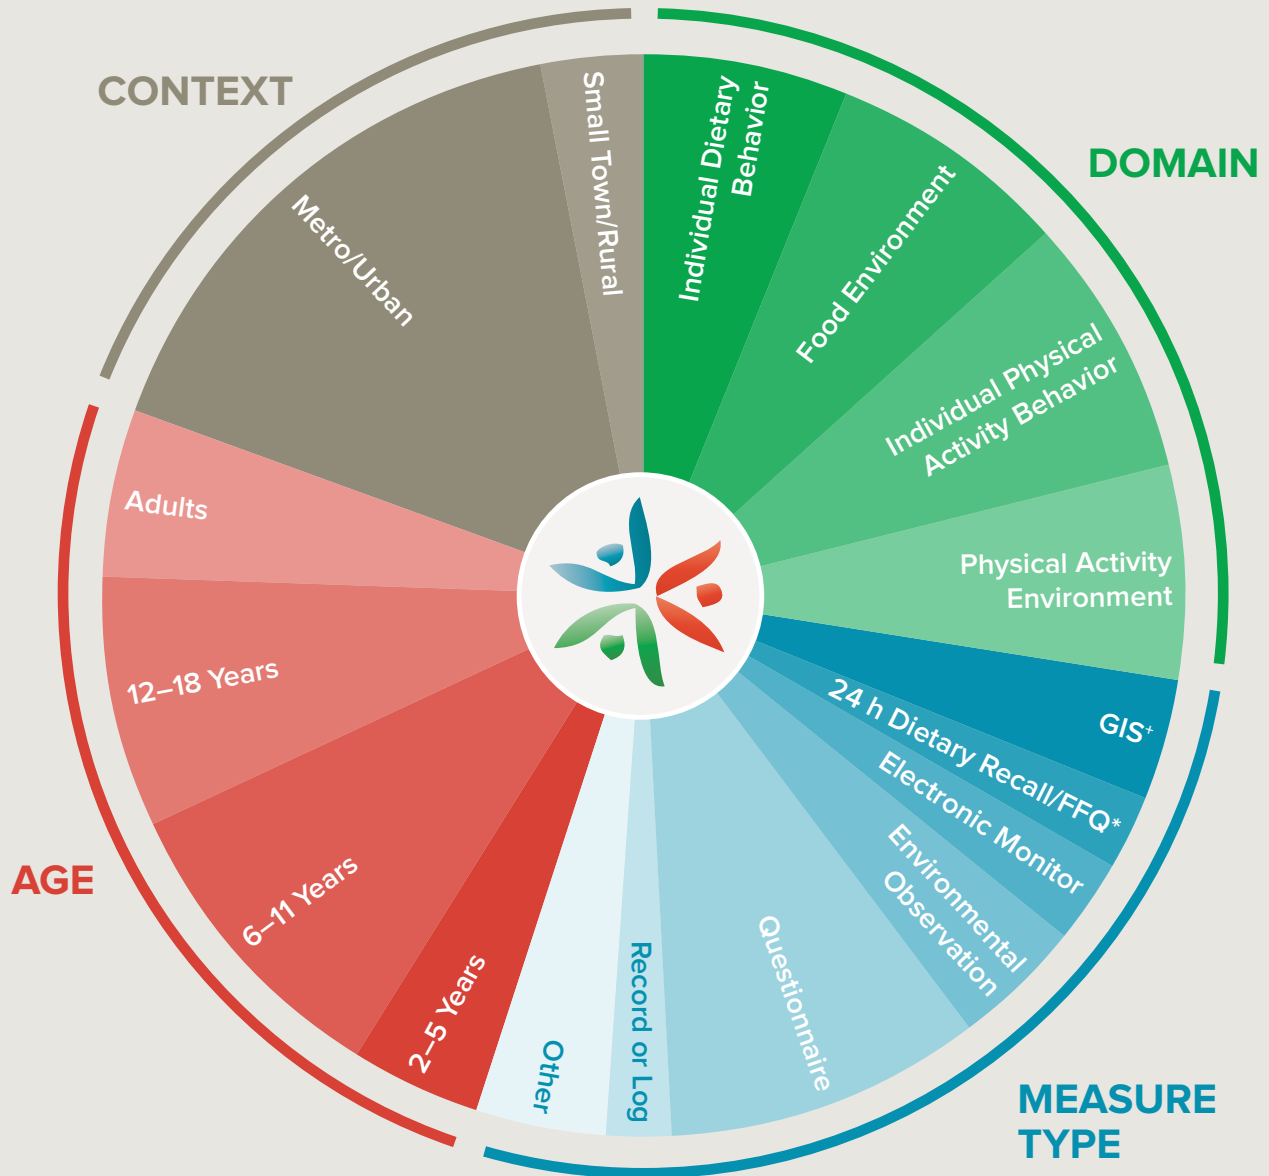 CONTEXT
DOMAIN
Small Town/Rural
Individual Dietary
Behavior
Metro/Urban
Food Environment
Individual Physical
Activity Behavior
Adults
Physical Activity
Environment
12–18 Years
GIS+
24 h Dietary Recall/FFQ*
Electronic Monitor
Environmental
Observation
AGE
6–11 Years
Questionnaire
2–5 Years
Record or Log
Other
MEASURE
TYPE